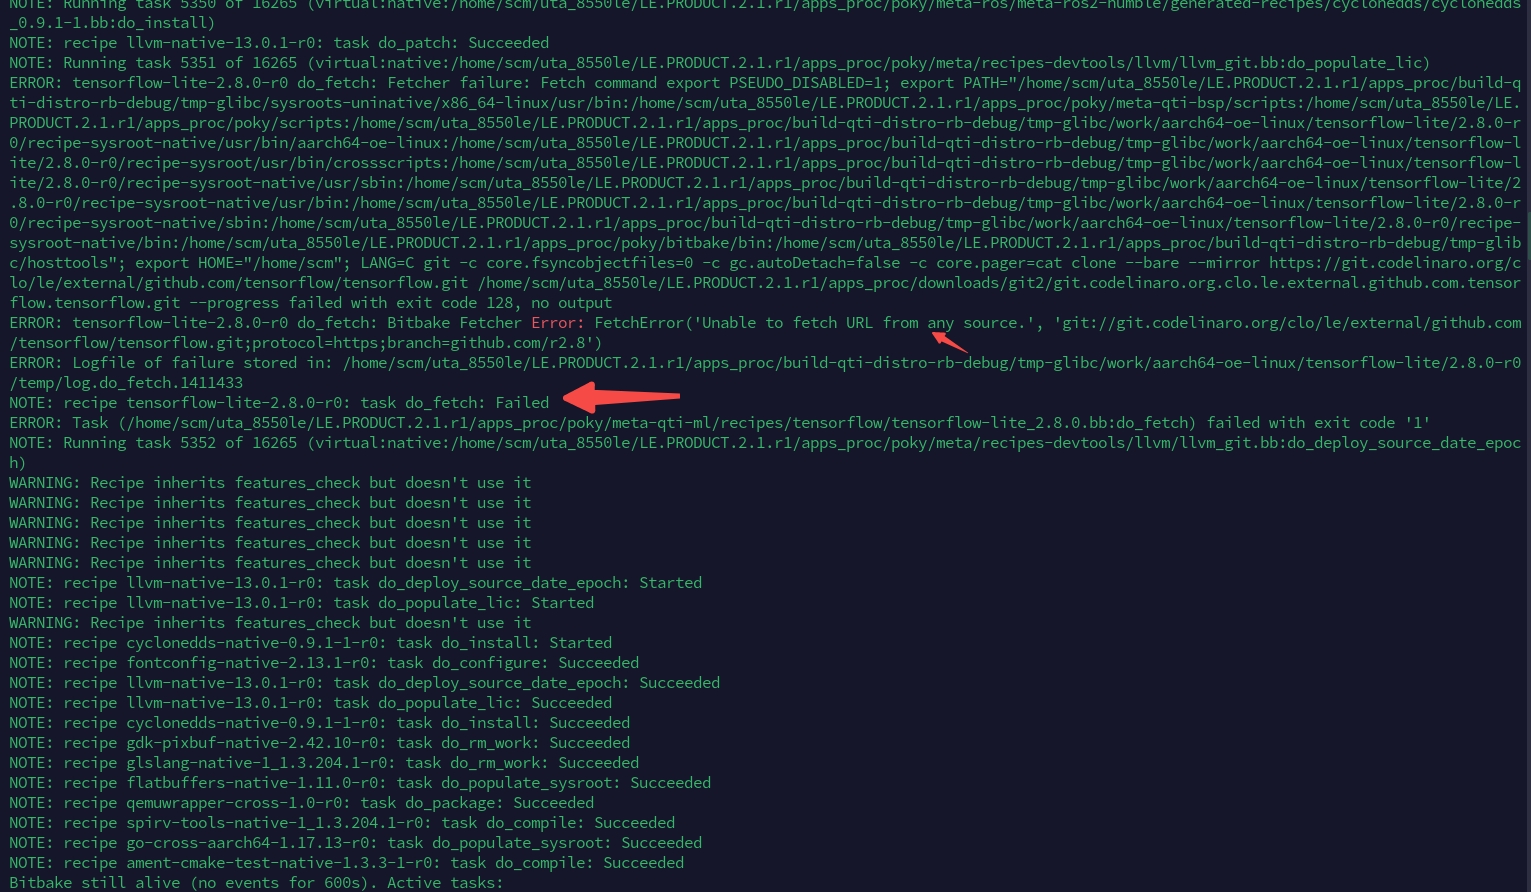 NOTE: Running task 5350 of 16265 (virtual:native:/home/scm/uta_8550le/LE.PRODUCT.2.1.r1/apps_proc/poky/meta-ros/meta-ros2-humble/generated-recipes/cyclonedds/cyclonedds
_0.9.1-1.bb:do_install)
NOTE: recipe llvm-native-13.0.1-r0: task do_patch: Succeeded
NOTE: Running task 5351 of 16265 (virtual:native:/home/scm/uta_8550le/LE.PRODUCT.2.1.r1/apps_proc/poky/meta/recipes-devtools/llvm/llvm_git.bb:do_populate_lic)
ERROR: tensorflow-lite-2.8.0-r0 do_fetch: Fetcher failure: Fetch command export PSEUDO_DISABLED=1; export PATH="/home/scm/uta_8550le/LE.PRODUCT.2.1.r1/apps_proc/build-q
ti-distro-rb-debug/tmp-glibc/sysroots-uninative/x86_64-linux/usr/bin:/home/scm/uta_8550le/LE.PRODUCT.2.1.r1/apps_proc/poky/meta-qti-bsp/scripts:/home/scm/uta_8550le/LE.
PRODUCT.2.1.r1/apps_proc/poky/scripts:/home/scm/uta_8550le/LE.PRODUCT.2.1.r1/apps_proc/build-qti-distro-rb-debug/tmp-glibc/work/aarch64-oe-linux/tensorflow-lite/2.8.0-r
0/recipe-sysroot-native/usr/bin/aarch64-oe-linux:/home/scm/uta_8550le/LE.PRODUCT.2.1.r1/apps_proc/build-qti-distro-rb-debug/tmp-glibc/work/aarch64-oe-linux/tensorflow-l
ite/2.8.0-r0/recipe-sysroot/usr/bin/crossscripts:/home/scm/uta_8550le/LE.PRODUCT.2.1.r1/apps_proc/build-qti-distro-rb-debug/tmp-glibc/work/aarch64-oe-linux/tensorflow-l
ite/2.8.0-r0/recipe-sysroot-native/usr/sbin:/home/scm/uta_8550le/LE.PRODUCT.2.1.r1/apps_proc/build-qti-distro-rb-debug/tmp-glibc/work/aarch64-oe-linux/tensorflow-lite/2
.8.0-r0/recipe-sysroot-native/usr/bin:/home/scm/uta_8550le/LE.PRODUCT.2.1.r1/apps_proc/build-qti-distro-rb-debug/tmp-glibc/work/aarch64-oe-linux/tensorflow-lite/2.8.0-r
0/recipe-sysroot-native/sbin:/home/scm/uta_8550le/LE.PRODUCT.2.1.r1/apps_proc/build-qti-distro-rb-debug/tmp-glibc/work/aarch64-oe-linux/tensorflow-lite/2.8.0-r0/recipe-
sysroot-native/bin:/home/scm/uta_8550le/LE.PRODUCT.2.1.r1/apps_proc/poky/bitbake/bin:/home/scm/uta_8550le/LE.PRODUCT.2.1.r1/apps_proc/build-qti-distro-rb-debug/tmp-glib
c/hosttools"; export HOME="/home/scm"; LANG=C git -c core.fsyncobjectfiles=0 -c gc.autoDetach=false -c core.pager=cat clone --bare --mirror https://git.codelinaro.org/c
lo/le/external/github.com/tensorflow/tensorflow.git /home/scm/uta_8550le/LE.PRODUCT.2.1.r1/apps_proc/downloads/git2/git.codelinaro.org.clo.le.external.github.com.tensor
flow.tensorflow.git --progress failed with exit code 128, no output
ERROR: tensorflow-lite-2.8.0-r0 do_fetch: Bitbake Fetcher Error: FetchError('Unable to fetch URL from any source.', 'git://git.codelinaro.org/clo/le/external/github.com
/tensorflow/tensorflow.git;protocol=https;branch=github.com/r2.8')
ERROR: Logfile of failure stored in: /home/scm/uta_8550le/LE.PRODUCT.2.1.r1/apps_proc/build-qti-distro-rb-debug/tmp-glibc/work/aarch64-oe-linux/tensorflow-lite/2.8.0-r0
/temp/log.do_fetch.1411433
NOTE: recipe tensorflow-lite-2.8.0-r0: task do_fetch: Failed
ERROR: Task (/home/scm/uta_8550le/LE.PRODUCT.2.1.r1/apps_proc/poky/meta-qti-ml/recipes/tensorflow/tensorflow-lite_2.8.0.bb:do_fetch) failed with exit code '1'
NOTE: Running task 5352 of 16265 (virtual:native:/home/scm/uta_8550le/LE.PRODUCT.2.1.r1/apps_proc/poky/meta/recipes-devtools/llvm/llvm_git.bb:do_deploy_source_date_epoc
h)
WARNING: Recipe inherits features_check but doesn't use it
WARNING: Recipe inherits features_check but doesn't use it
WARNING: Recipe inherits features_check but doesn't use it
WARNING: Recipe inherits features_check but doesn't use it
WARNING: Recipe inherits features_check but doesn't use it
NOTE: recipe llvm-native-13.0.1-r0: task do_deploy_source_date_epoch: Started
NOTE: recipe llvm-native-13.0.1-r0: task do_populate_lic: Started
WARNING: Recipe inherits features_check but doesn't use it
NOTE: recipe cyclonedds-native-0.9.1-1-r0: task do_install: Started
NOTE: recipe fontconfig-native-2.13.1-r0: task do_configure: Succeeded
NOTE: recipe llvm-native-13.0.1-r0: task do_deploy_source_date_epoch: Succeeded
NOTE: recipe llvm-native-13.0.1-r0: task do_populate_lic: Succeeded
NOTE: recipe cyclonedds-native-0.9.1-1-r0: task do_install: Succeeded
NOTE: recipe gdk-pixbuf-native-2.42.10-r0: task do_rm_work: Succeeded
NOTE: recipe glslang-native-1_1.3.204.1-r0: task do_rm_work: Succeeded
NOTE: recipe flatbuffers-native-1.11.0-r0: task do_populate_sysroot: Succeeded
NOTE: recipe qemuwrapper-cross-1.0-r0: task do_package: Succeeded
NOTE: recipe spirv-tools-native-1_1.3.204.1-r0: task do_compile: Succeeded
NOTE: recipe go-cross-aarch64-1.17.13-r0: task do_populate_sysroot: Succeeded
NOTE: recipe ament-cmake-test-native-1.3.3-1-r0: task do_compile: Succeeded
Bitbake still alive (no events for 600s). Active tasks: